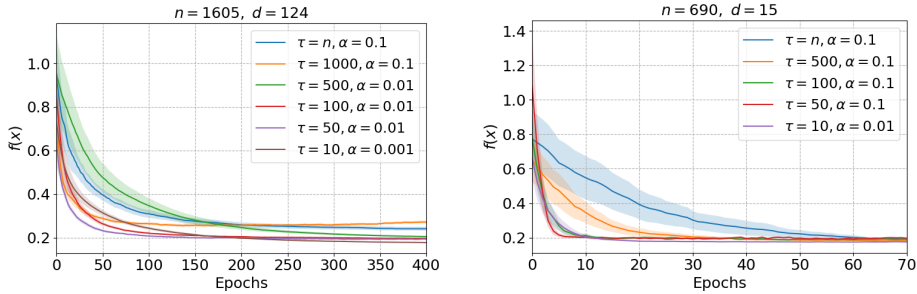 n = 1605, d = 124
f(x)
1.0
0.8
0.6
0.4
0.2
τ = n, α = 0.1
τ = 1000, α = 0.1
τ = 500, α = 0.01
τ = 100, α = 0.01
τ = 50, α = 0.01
τ = 10, α = 0.001
0 50 100 150 200 250 300 350 400
Epochs
n = 690, d = 15
f(x)
1.4
1.2
1.0
0.8
0.6
0.4
0.2
τ = n, α = 0.1
τ = 500, α = 0.1
τ = 100, α = 0.1
τ = 50, α = 0.1
τ = 10, α = 0.01
0 10 20 30 40 50 60 70
Epochs